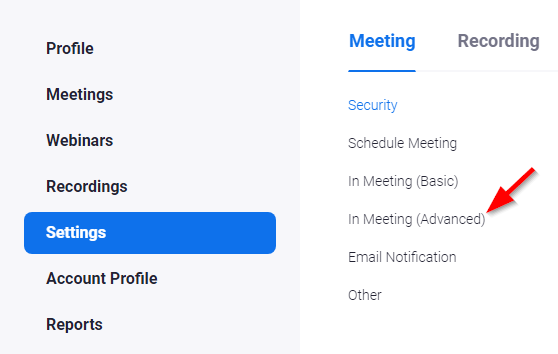 Profile
Meetings
Webinars
Recordings
Settings
Account Profile
Reports
Meeting
Recording
Security
Schedule Meeting
In Meeting (Basic)
In Meeting (Advanced)
Email Notification
Other